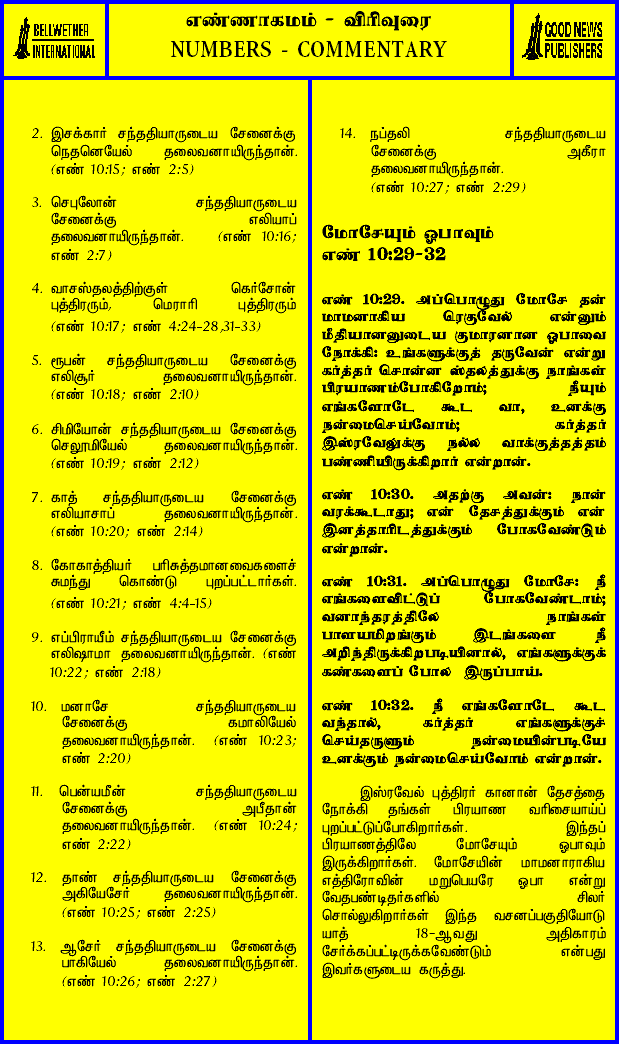 BELLWETHER
INTERNATIONAL
எண்ணாகமம் - விரிவுரை
NUMBERS - COMMENTARY
GOOD NEWS
PUBLISHERS
2. இசக்கார் சந்ததியாருடைய சேனைக்கு
நெதனெயேல் தலைவனாயிருந்தான்.
(எண் 10:15; எண் 2:5)
3. செபுலோன் சந்ததியாருடைய
சேனைக்கு எலியாப்
தலைவனாயிருந்தான். (எண் 10:16;
எண் 2:7)
4. வாசஸ்தலத்திற்குள் கெர்சோன்
புத்திரரும், மெராரி புத்திரரும்
(எண் 10:17; எண் 4:24-28,31-33)
5. ரூபன் சந்ததியாருடைய சேனைக்கு
எலிசூர் தலைவனாயிருந்தான்.
(எண் 10:18; எண் 2:10)
6. சிமியோன் சந்ததியாருடைய சேனைக்கு
செலூமியேல் தலைவனாயிருந்தான்.
(எண் 10:19; எண் 2:12)
7. காத் சந்ததியாருடைய சேனைக்கு
எலியாசாப் தலைவனாயிருந்தான்.
(எண் 10:20; எண் 2:14)
8. கோகாத்தியர் பரிசுத்தமானவைகளைச்
சுமந்து கொண்டு புறப்பட்டார்கள்.
(எண் 10:21; எண் 4:4-15)
9. எப்பிராயீம் சந்ததியாருடைய சேனைக்கு
எலிஷாமா தலைவனாயிருந்தான். (எண்
10:22; எண் 2:18)
10. மனாசே சந்ததியாருடைய
சேனைக்கு கமாலியேல்
தலைவனாயிருந்தான். (எண் 10:23;
எண் 2:20)
11. பென்யமீன் சந்ததியாருடைய
சேனைக்கு அபீதான்
தலைவனாயிருந்தான். (எண் 10:24;
எண் 2:22)
12. தாண் சந்ததியாருடைய சேனைக்கு
அகியேசேர் தலைவனாயிருந்தான்.
(எண் 10:25; எண் 2:25)
13. ஆசேர் சந்ததியாருடைய சேனைக்கு
பாகியேல் தலைவனாயிருந்தான்.
(எண் 10:26; எண் 2:27)
14. நப்தலி சந்ததியாருடைய
சேனைக்கு அகீரா
தலைவனாயிருந்தான்.
(எண் 10:27; எண் 2:29)
மோசேயும் ஓபாவும்
எண் 10:29-32
எண் 10:29. அப்பொழுது மோசே தன்
மாமனாகிய ரெகுவேல் என்னும்
மீதியானனுடைய குமாரனான ஓபாவை
நோக்கி: உங்களுக்குத் தருவேன் என்று
கர்த்தர் சொன்ன ஸ்தலத்துக்கு நாங்கள்
பிரயாணம்போகிறோம்; நீயும்
எங்களோடே கூட வா, உனக்கு
நன்மைசெய்வோம்; கர்த்தர்
இஸ்ரவேலுக்கு நல்ல வாக்குத்தத்தம்
பண்ணியிருக்கிறார் என்றான்.
எண் 10:30. அதற்கு அவன்: நான்
வரக்கூடாது; என் தேசத்துக்கும் என்
இனத்தாரிடத்துக்கும் போகவேண்டும்
என்றான்.
எண் 10:31. அப்பொழுது மோசே: நீ
எங்களைவிட்டுப் போகவேண்டாம்;
வனாந்தரத்திலே நாங்கள்
பாளயமிறங்கும் இடங்களை நீ
அறிந்திருக்கிறபடியினால், எங்களுக்குக்
கண்களைப் போல இருப்பாய்.
எண் 10:32. நீ எங்களோடே கூட
வந்தால், கர்த்தர் எங்களுக்குச்
செய்தருளும் நன்மையின்படியே
உனக்கும் நன்மைசெய்வோம் என்றான்.
இஸ்ரவேல் புத்திரர் கானான் தேசத்தை
நோக்கி தங்கள் பிரயாண வரிசையாய்ப்
புறப்பட்டுப்போகிறார்கள். இந்தப்
பிரயாணத்திலே மோசேயும் ஓபாவும்
இருக்கிறார்கள். மோசேயின் மாமனாராகிய
எத்திரோவின் மறுபெயரே ஒபா என்று
வேதபண்டிதர்களில் சிலர்
சொல்லுகிறார்கள் இந்த வசனப்பகுதியோடு
யாத் 18-ஆவது அதிகாரம்
சேர்க்கப்பட்டிருக்கவேண்டும் என்பது
இவர்களுடைய கருத்து.